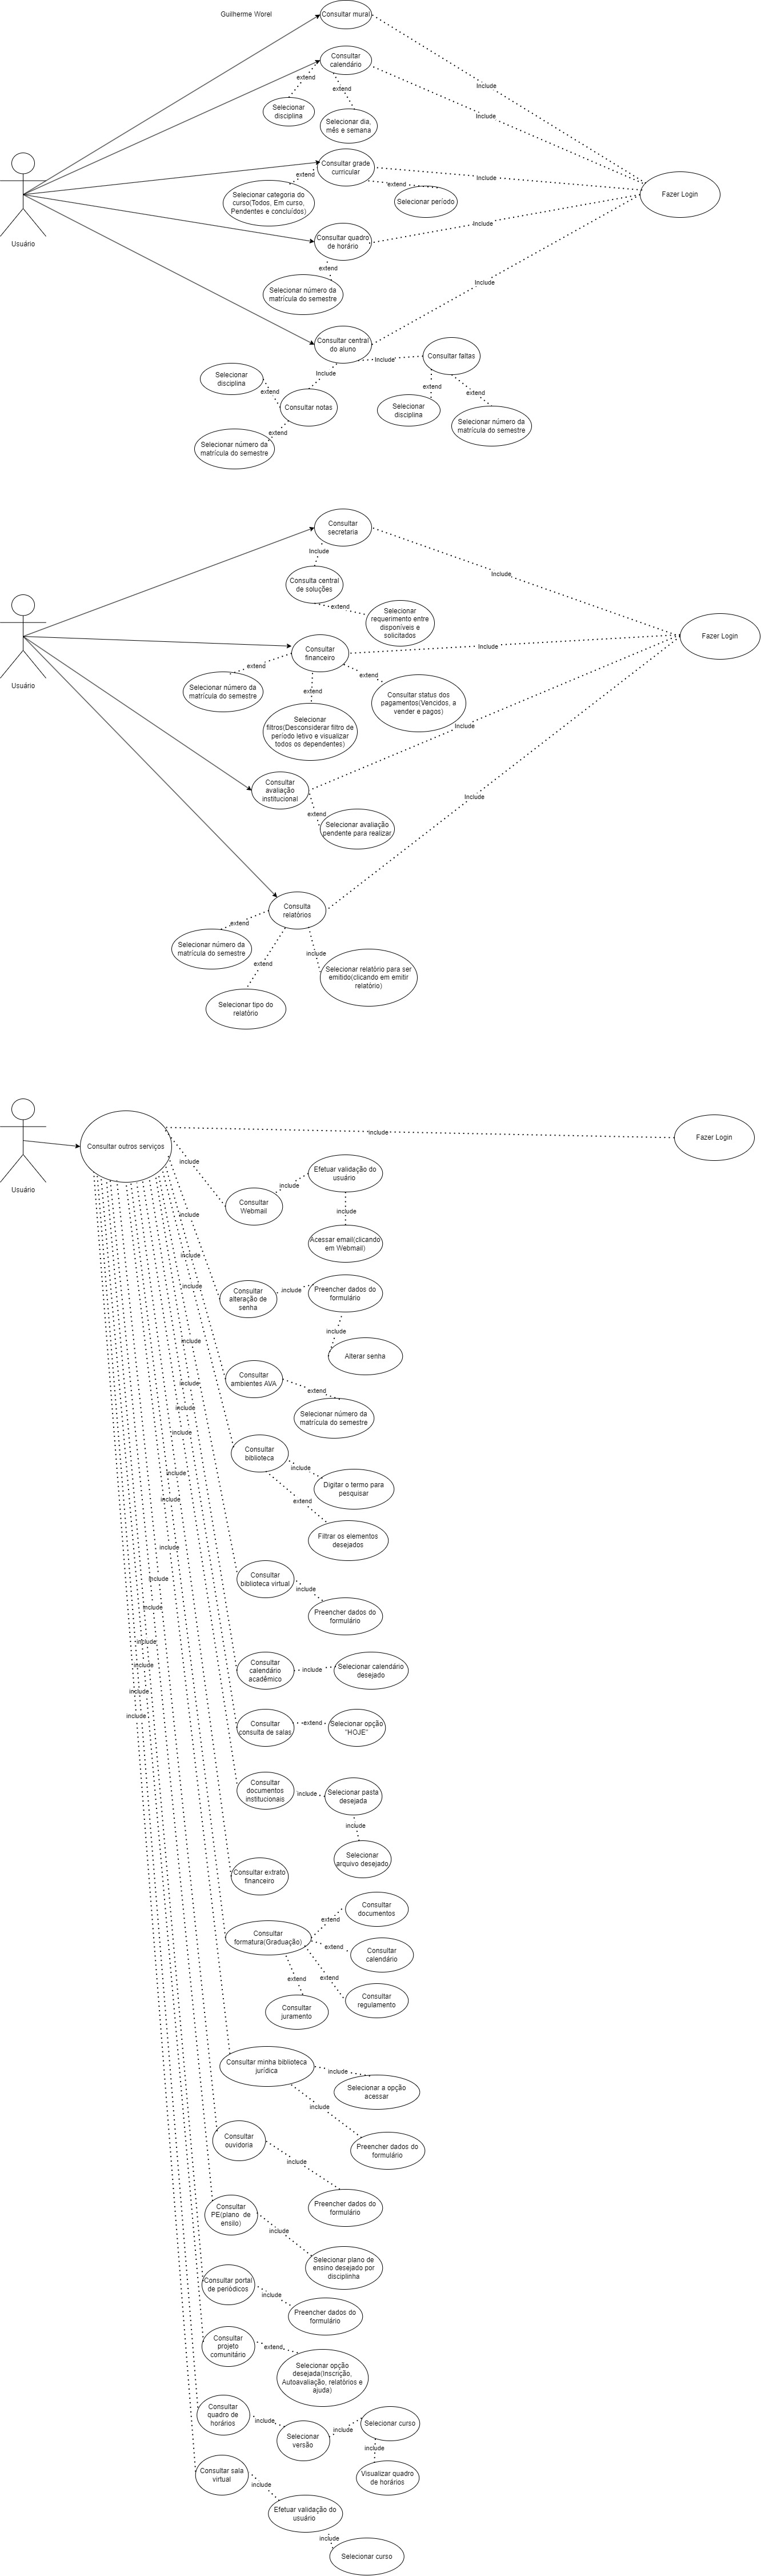 Guilherme Worel
Consultar mural
Include
Consultar
calendário
extend
extend
Include
Selecionar
disciplina
Selecionar dia,
mês e semana
Usuário
Consultar grade
curricular
extend
extend
Include
Selecionar categoria do
curso(Todos, Em curso,
Pendentes e concluídos)
Selecionar período
Fazer Login
Consultar quadro
de horário
extend
Include
Selecionar número da
matrícula do semestre
Include
Consultar central
do aluno
Include
Include
Consultar faltas
Selecionar
disciplina
extend
Consultar notas
extend
extend
extend
Selecionar
disciplina
Selecionar número da
matrícula do semestre
Selecionar número da
matrícula do semestre
Consultar
secretaria
Include
Include
Consulta central
de soluções
extend
Selecionar
requerimento entre
disponíveis e
solicitados
Usuário
Fazer Login
Consultar
financeiro
Include
extend
extend
extend
Selecionar número da
matrícula do semestre
Consultar status dos
pagamentos(Vencidos, a
vender e pagos)
Selecionar
filtros(Desconsiderar filtro de
período letivo e visualizar
todos os dependentes)
Include
Consultar
avaliação
institucional
extend
Include
Selecionar avaliação
pendente para realizar
Consulta
relatórios
extend
extend
include
Selecionar número da
matrícula do semestre
Selecionar relatório para ser
emitido(clicando em emitir
relatório)
Selecionar tipo do
relatório
Usuário
Consultar outros serviços
include
Fazer Login
include
Consultar
Webmail
include
Efetuar validação do
usuário
include
Acessar email(clicando
em Webmail)
include
include
include
Consultar
alteração de
senha
include
Preencher dados do
formulário
include
Alterar senha
include
Consultar
ambientes AVA
extend
Selecionar número da
matrícula do semestre
include
include
include
Consultar
biblioteca
include
Digitar o termo para
pesquisar
extend
Filtrar os elementos
desejados
include
include
include
Consultar
biblioteca virtual
include
Preencher dados do
formulário
include
include
include
Consultar
calendário
acadêmico
include
Selecionar calendário
desejado
include
include
include
Consultar
consulta de salas
extend
Selecionar opção
"HOJE"
Consultar
documentos
institucionais
include
Selecionar pasta
desejada
include
Selecionar
arquivo desejado
Consultar extrato
financeiro
Consultar
formatura(Graduação)
extend
Consultar
documentos
extend
Consultar
calendário
extend
Consultar
regulamento
extend
Consultar
juramento
Consultar minha biblioteca
jurídica
include
Selecionar a opção
acessar
include
Preencher dados do
formulário
Consultar
ouvidoria
include
Preencher dados do
formulário
Consultar
PE(plano de
ensilo)
include
Selecionar plano de
ensino desejado por
disciplinha
Consultar portal
de periódicos
include
Preencher dados do
formulário
Consultar
projeto
comunitário
extend
Selecionar opção
desejada(Inscrição,
Autoavaliação, relatórios e
ajuda)
Consultar
quadro de
horários
include
Selecionar
versão
include
Selecionar curso
include
Visualizar quadro
de horários
Consultar sala
virtual
include
Efetuar validação do
usuário
include
Selecionar curso